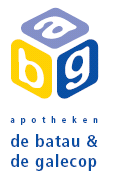 a
b g
apotheken
de batau &
de galecop